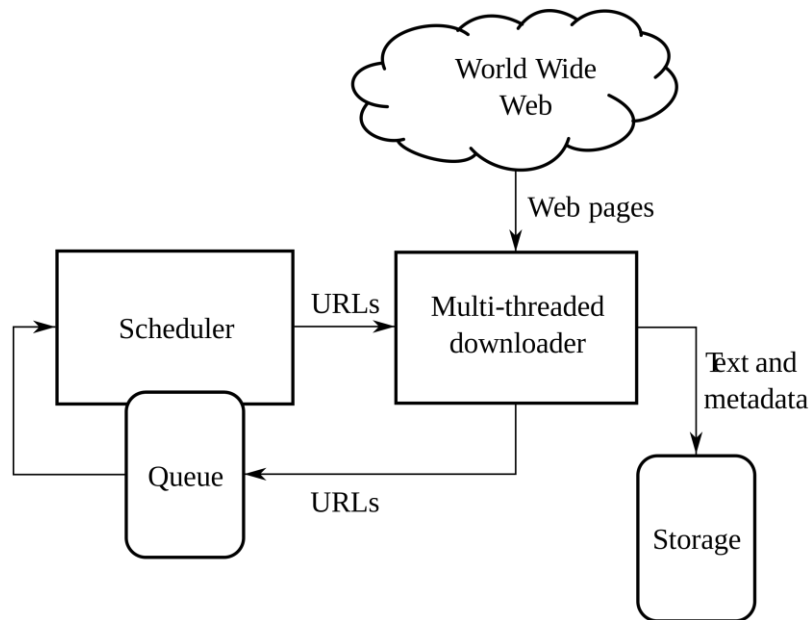 World Wide
Web
Web pages
Scheduler
URLs
Multi-threaded
downloader
Text and
metadata
Queue
URLs
Storage